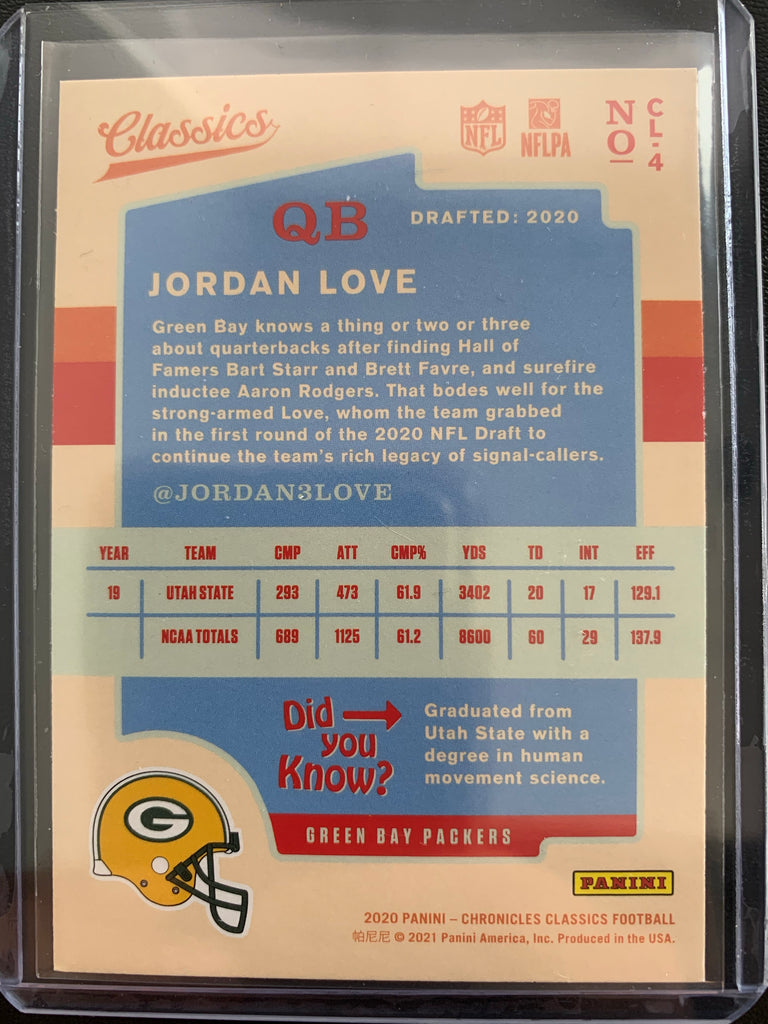 Classics
NFL
NFLPA
NO
CL-4
QB
DRAFTED: 2020
JORDAN LOVE
Green Bay knows a thing or two or three
about quarterbacks after finding Hall of
Famers Bart Starr and Brett Favre, and surefire
inductee Aaron Rodgers. That bodes well for the
strong-armed Love, whom the team grabbed
in the first round of the 2020 NFL Draft to
continue the team's rich legacy of signal-callers.
@JORDAN3LOVE
YEAR TEAM CMP ATT CMP% YDS TD INT EFF
19 UTAH STATE 293 473 61.9 3402 20 17 129.1
NCAA TOTALS 689 1125 61.2 8600 60 29 137.9
Did you Know?
Graduated from
Utah State with a
degree in human
movement science.
G
GREEN BAY PACKERS
PANINI
2020 PANINI – CHRONICLES CLASSICS FOOTBALL
帕尼尼 © 2021 Panini America, Inc. Produced in the USA.